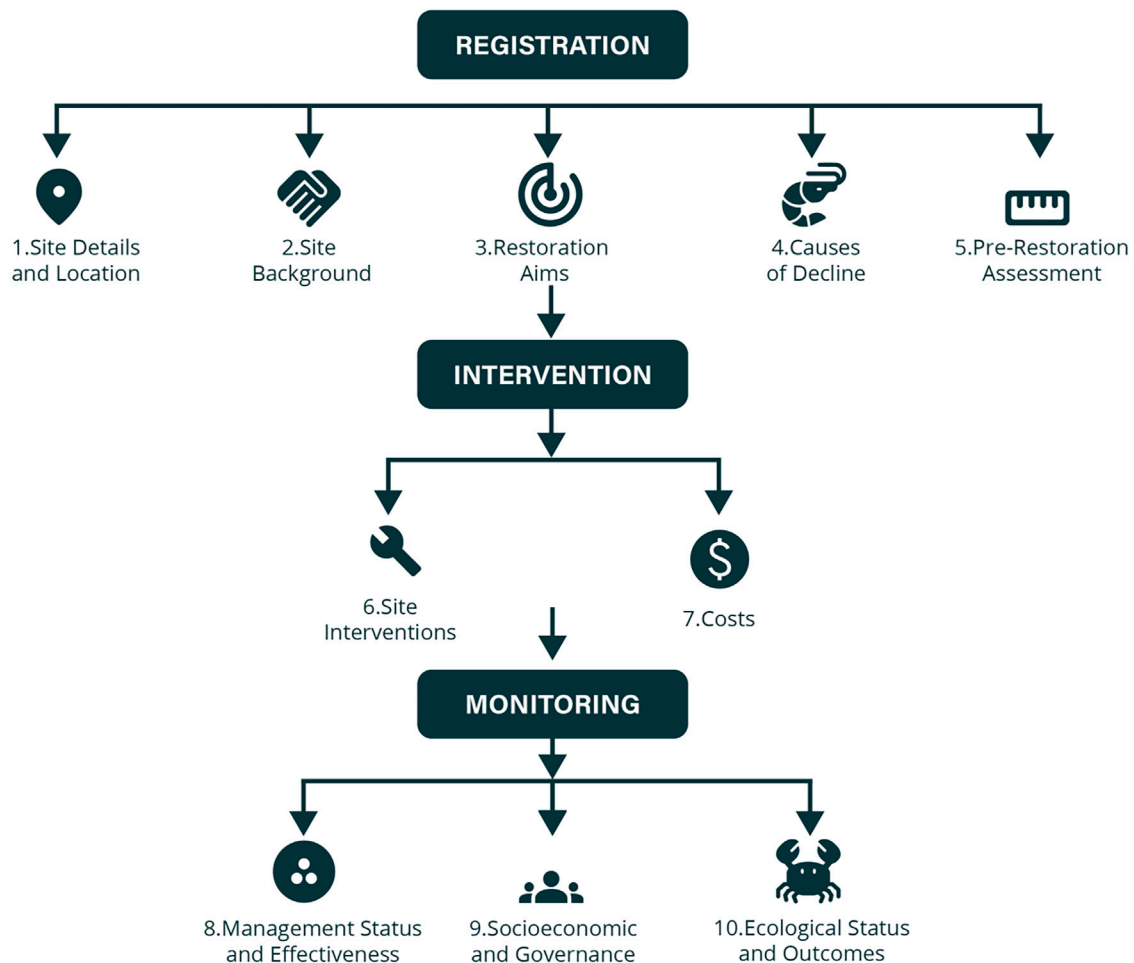 REGISTRATION
1.Site Details
and Location
2.Site
Background
3.Restoration
Aims
4.Causes
of Decline
5.Pre-Restoration
Assessment
INTERVENTION
$
6.Site
Interventions
7.Costs
MONITORING
8.Management Status
and Effectiveness
9.Socioeconomic
and Governance
10.Ecological Status
and Outcomes